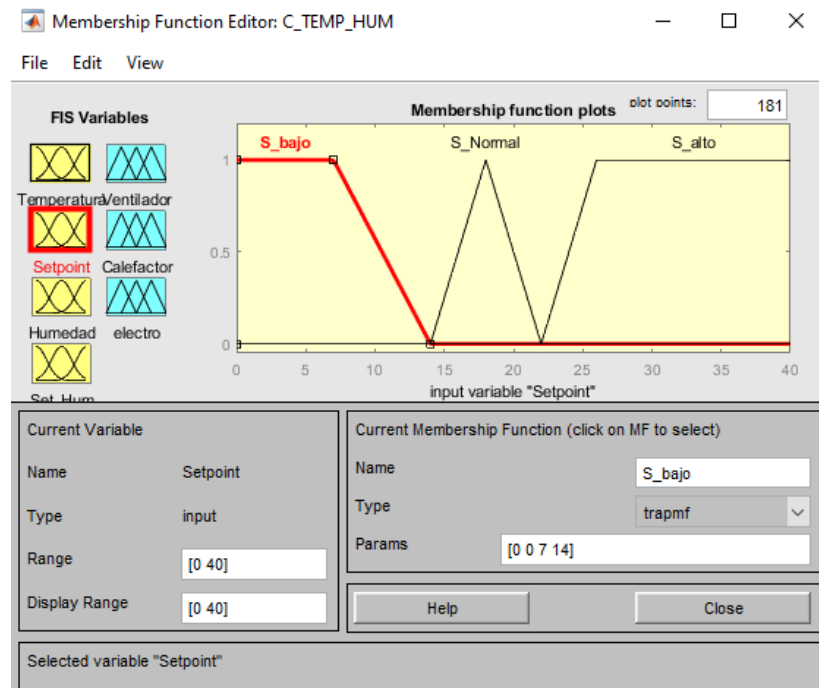 Membership Function Editor: C_TEMP_HUM
File Edit View
FIS Variables
Membership function plots
plot points:
181
Temperatura
Ventilador
Setpoint
Calefactor
Humedad
electro
Set_Hum
S_bajo
S_Normal
S_alto
1
0.5
0
0 5 10 15 20 25 30 35 40
input variable "Setpoint"
Current Variable
Name Setpoint
Type input
Range [0 40]
Display Range [0 40]
Current Membership Function (click on MF to select)
Name S_bajo
Type trapmf
Params [0 0 7 14]
Help Close
Selected variable "Setpoint"